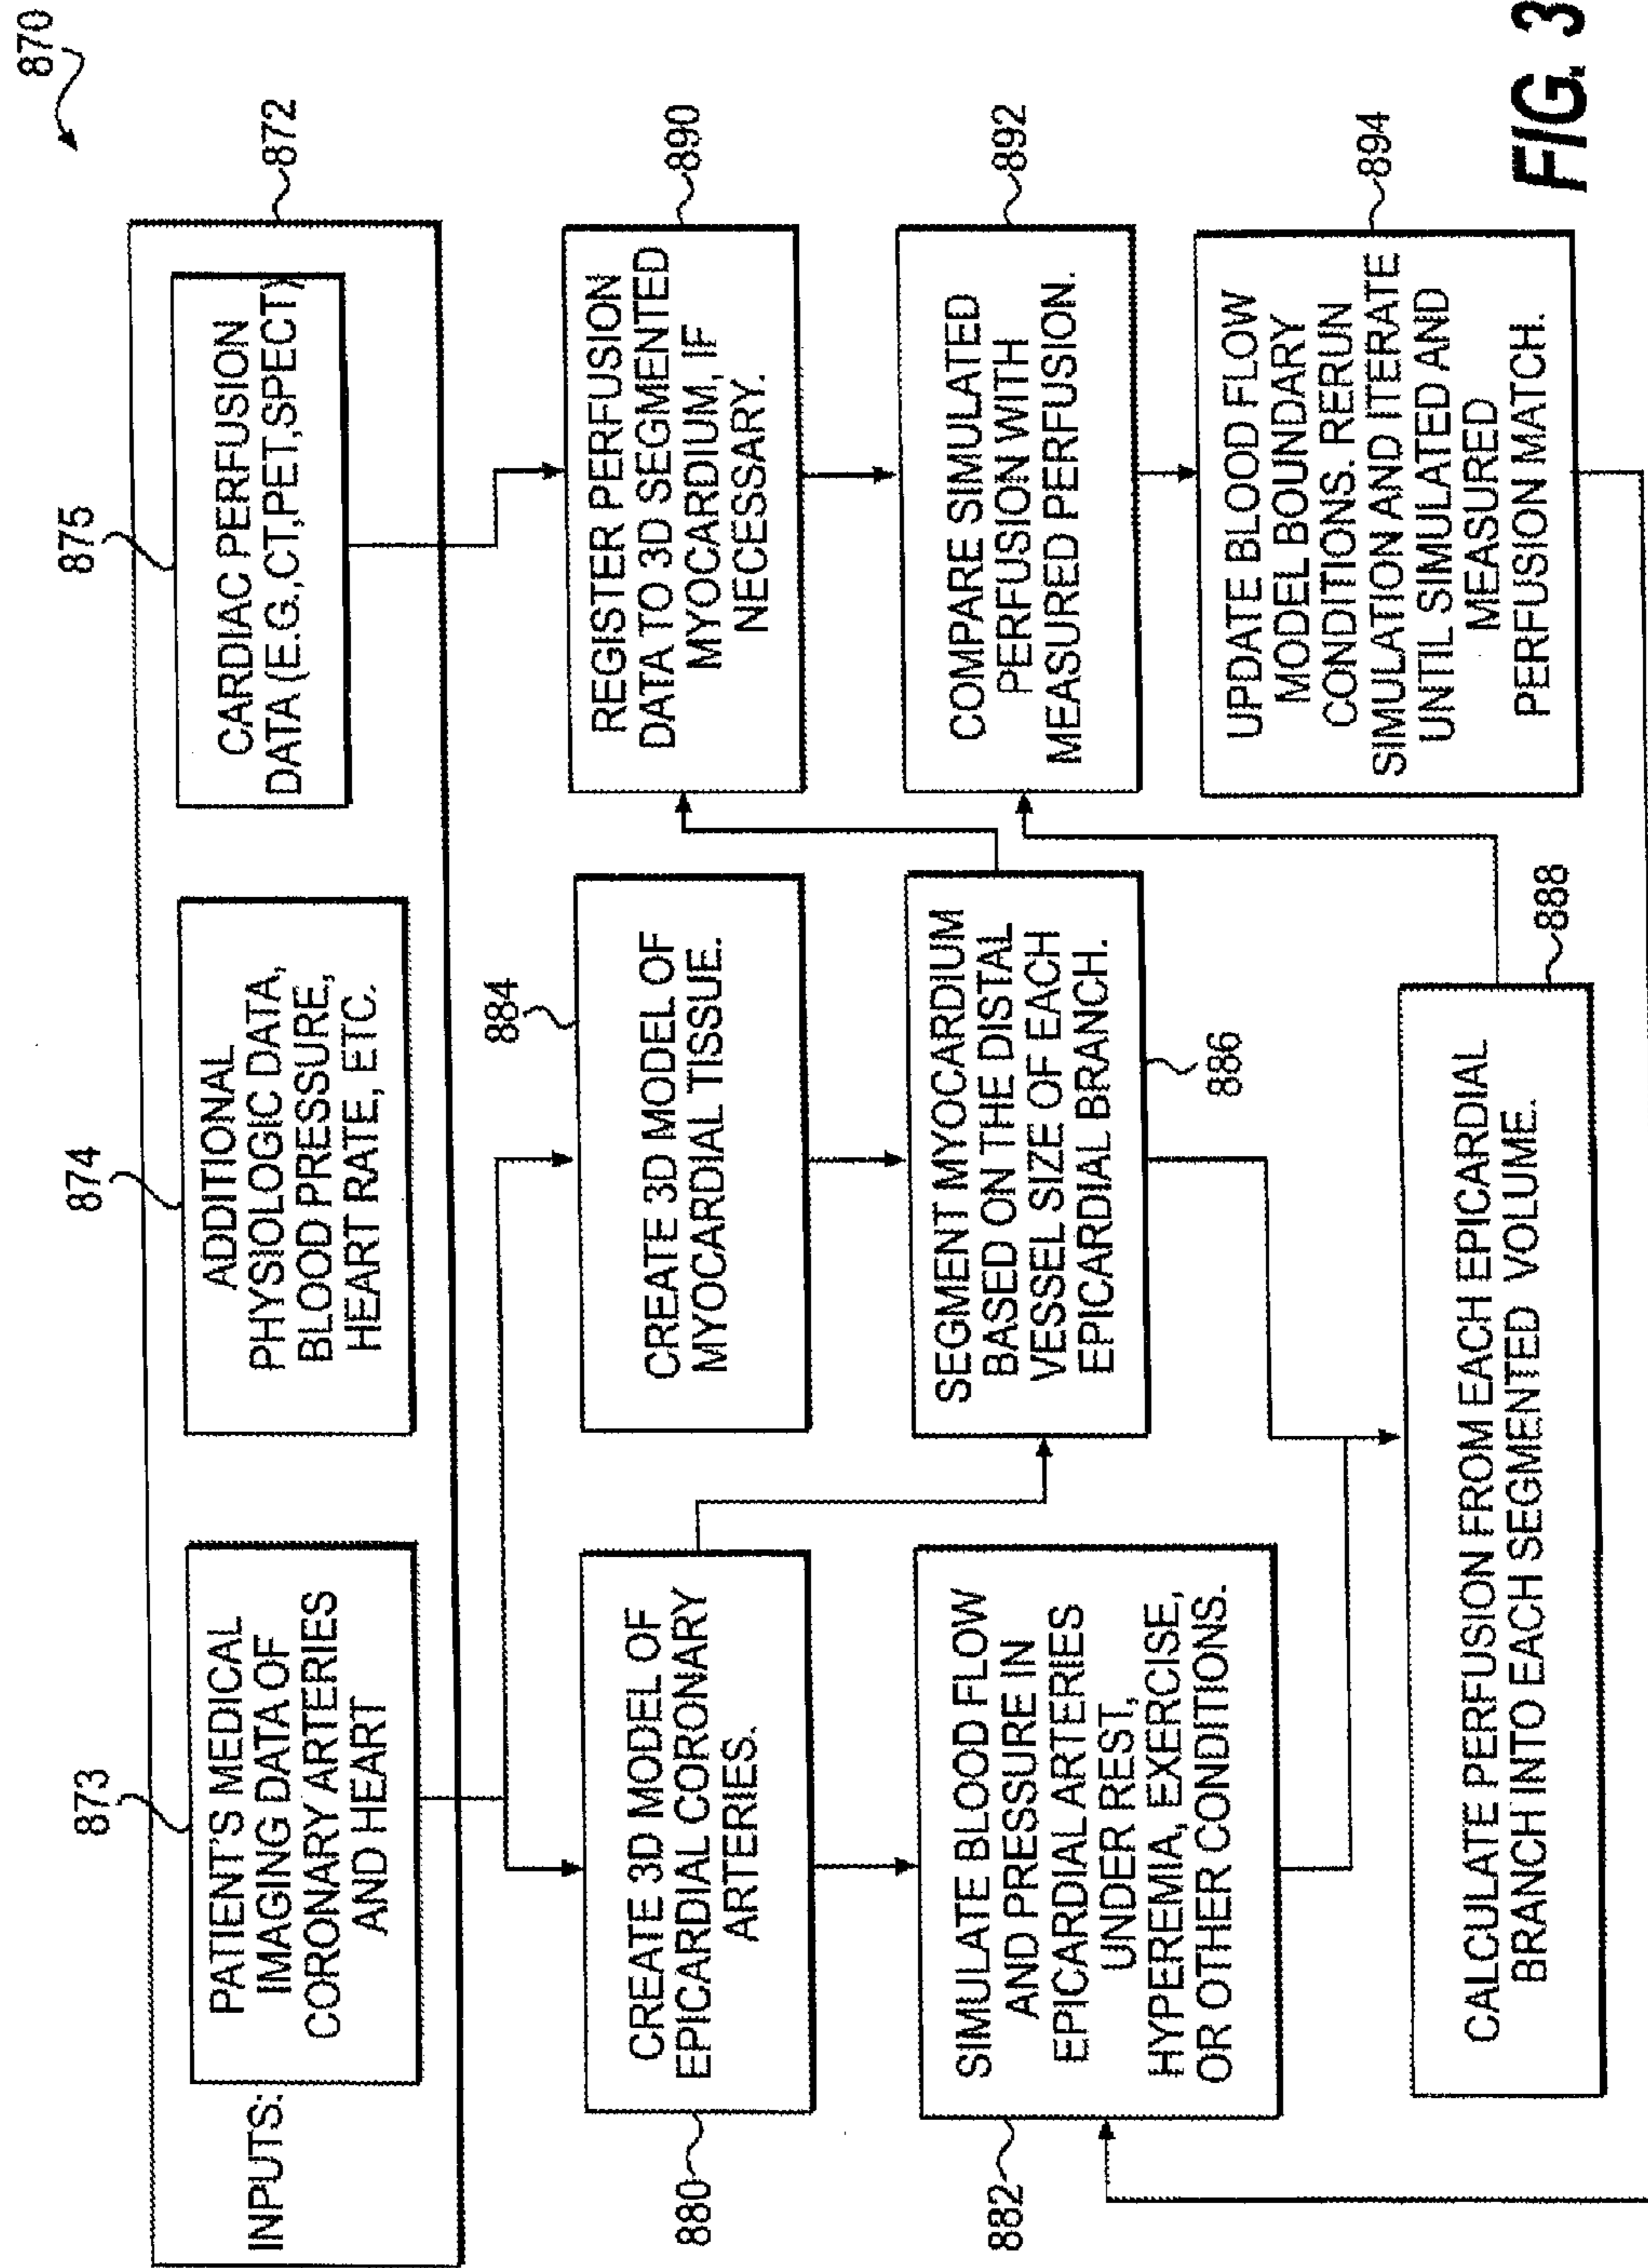 870
872
INPUTS:
873
PATIENT'S MEDICAL
IMAGING DATA OF
CORONARY ARTERIES
AND HEART
874
ADDITIONAL
PHYSIOLOGIC DATA,
BLOOD PRESSURE,
HEART RATE, ETC.
875
CARDIAC PERFUSION
DATA (E.G.,CT,PET,SPECT)
880
CREATE 3D MODEL OF
EPICARDIAL CORONARY
ARTERIES.
884
CREATE 3D MODEL OF
MYOCARDIAL TISSUE.
890
REGISTER PERFUSION
DATA TO 3D SEGMENTED
MYOCARDIUM, IF
NECESSARY.
882
SIMULATE BLOOD FLOW
AND PRESSURE IN
EPICARDIAL ARTERIES
UNDER REST,
HYPEREMIA, EXERCISE,
OR OTHER CONDITIONS.
SEGMENT MYOCARDIUM
BASED ON THE DISTAL
VESSEL SIZE OF EACH
EPICARDIAL BRANCH.
886
892
COMPARE SIMULATED
PERFUSION WITH
MEASURED PERFUSION.
CALCULATE PERFUSION FROM EACH EPICARDIAL
BRANCH INTO EACH SEGMENTED VOLUME.
888
894
UPDATE BLOOD FLOW
MODEL BOUNDARY
CONDITIONS. RERUN
SIMULATION AND ITERATE
UNTIL SIMULATED AND
MEASURED
PERFUSION MATCH.
FIG. 3